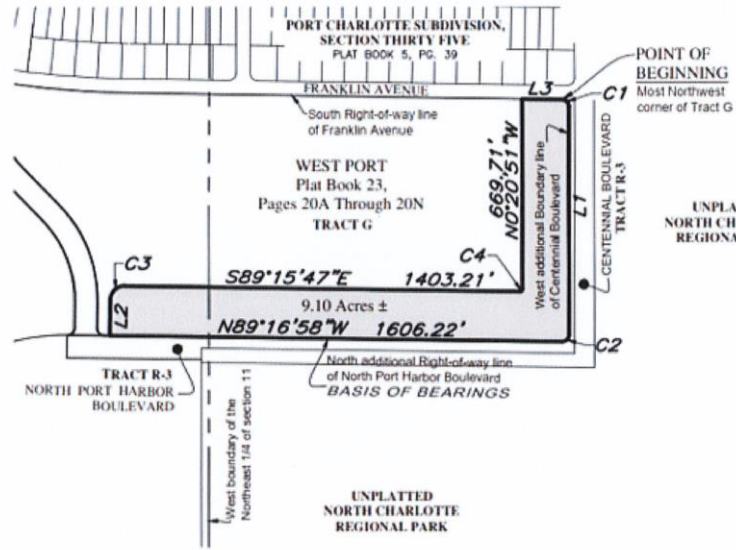 PORT CHARLOTTE SUBDIVISION,
SECTION THIRTY FIVE
PLAT BOOK 5, PG. 39
FRANKLIN AVENUE
L3
POINT OF
BEGINNING
C1
Most Northwest
corner of Tract G
South Right-of-way line
of Franklin Avenue
WEST PORT
Plat Book 23,
Pages 20A Through 20N
TRACT G
669.71'
N0°20'51"W
West additional Boundary line
of Centennial Boulevard
L1
CENTENNIAL BOULEVARD
TRACT R-3
UNPLA
NORTH CH
REGIONA
C4
C3
S89°15'47"E 1403.21'
L2
9.10 Acres ±
N89°16'58"W 1606.22'
C2
North additional Right-of-way line
of North Port Harbor Boulevard
BASIS OF BEARINGS
TRACT R-3
NORTH PORT HARBOR
BOULEVARD
West boundary of the
Northeast 1/4 of section 11
UNPLATTED
NORTH CHARLOTTE
REGIONAL PARK